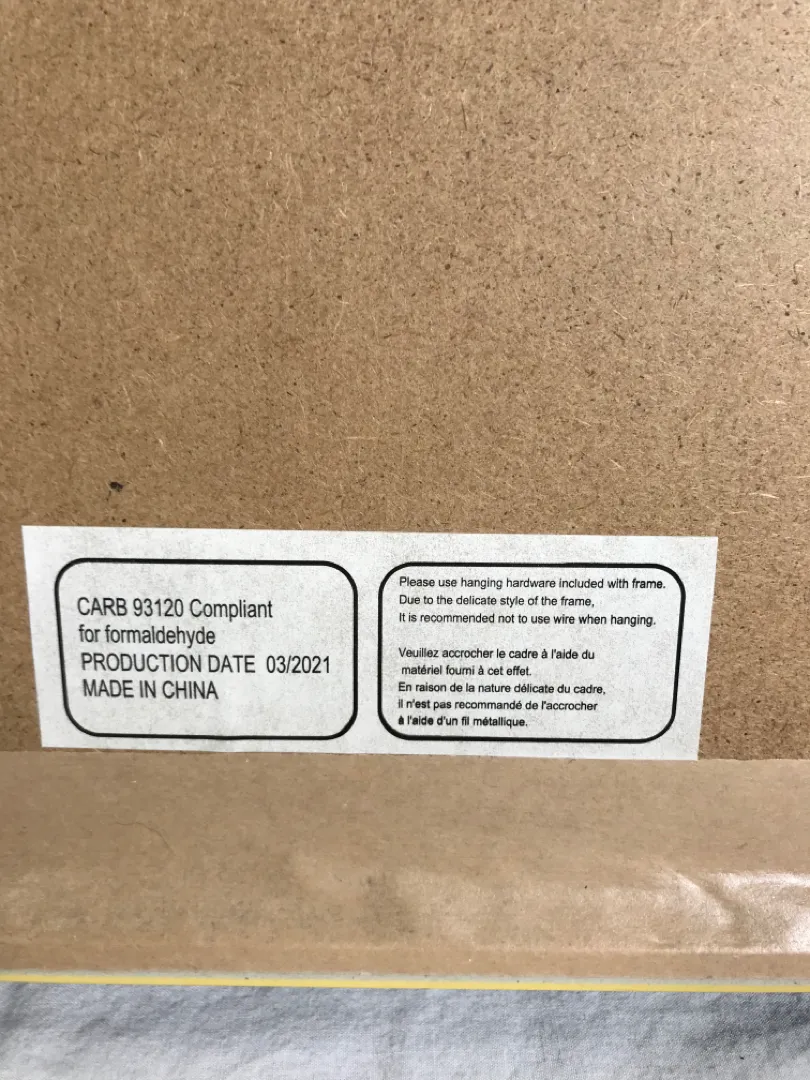 CARB 93120 Compliant
for formaldehyde
PRODUCTION DATE 03/2021
MADE IN CHINA
Please use hanging hardware included with frame.
Due to the delicate style of the frame,
It is recommended not to use wire when hanging.
Veuillez accrocher le cadre à l'aide du
matériel fourni à cet effet.
En raison de la nature délicate du cadre,
il n'est pas recommandé de l'accrocher
à l'aide d'un fil métallique.